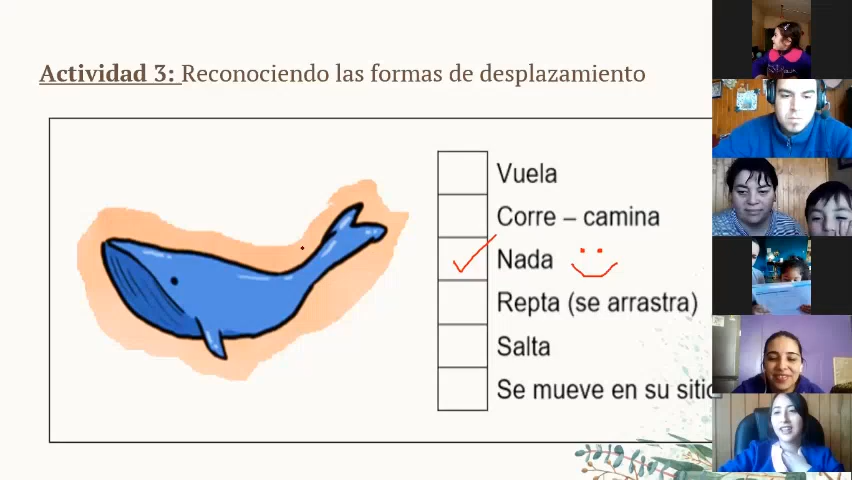 Actividad 3: Reconociendo las formas de desplazamiento
Vuela
Corre – camina
Nada
Repta (se arrastra)
Salta
Se mueve en su sitio